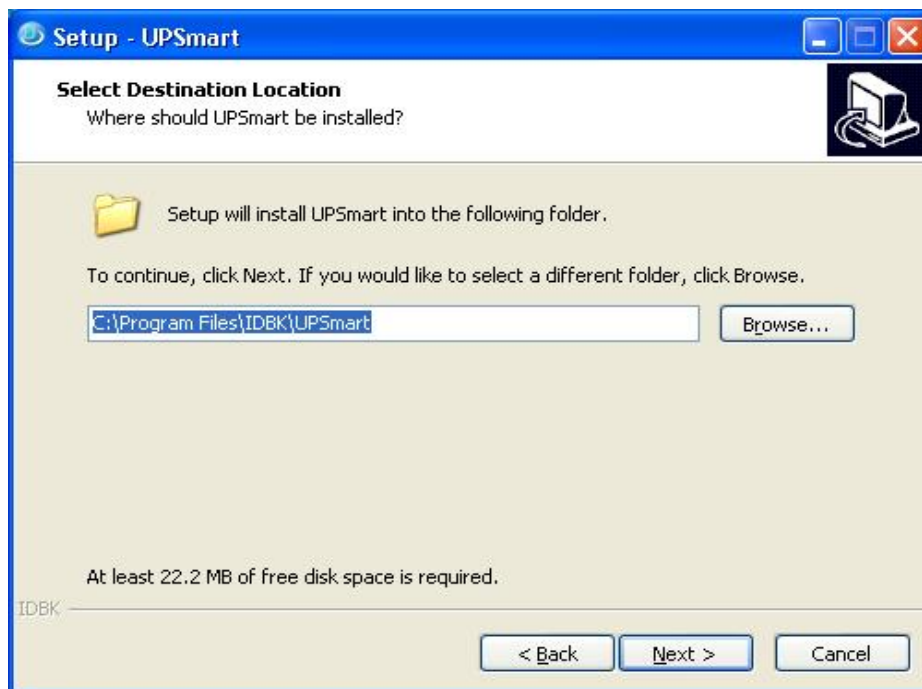 Setup - UPSmart
Select Destination Location
Where should UPSmart be installed?
Setup will install UPSmart into the following folder.
To continue, click Next. If you would like to select a different folder, click Browse.
C:\Program Files\IDBK\UPSmart
Browse...
At least 22.2 MB of free disk space is required.
IDBK
< Back
Next >
Cancel